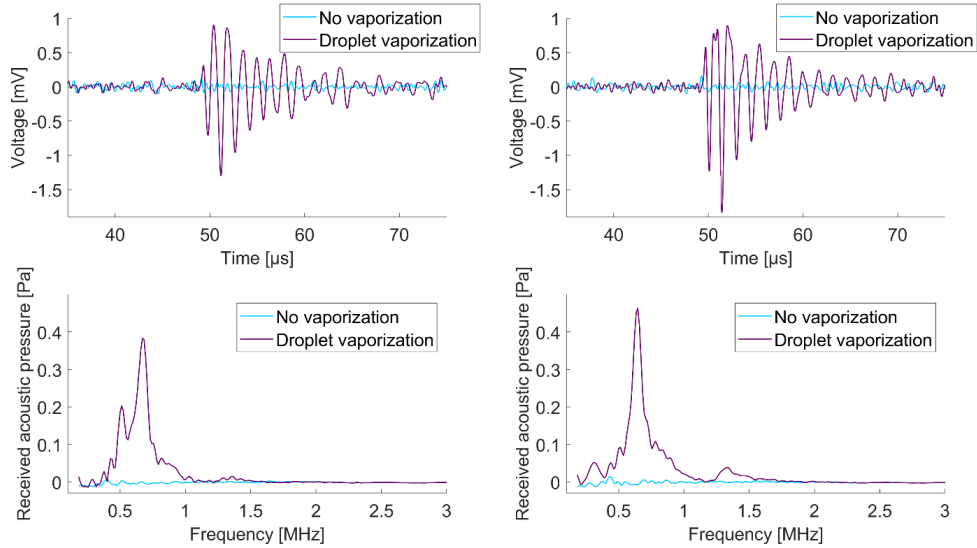 No vaporization
Droplet vaporization
1
0.5
0
-0.5
-1
-1.5
Voltage [mV]
40
50
60
70
Time [µs]
No vaporization
Droplet vaporization
1
0.5
0
-0.5
-1
-1.5
Voltage [mV]
40
50
60
70
Time [µs]
No vaporization
Droplet vaporization
0.4
0.3
0.2
0.1
0
Received acoustic pressure [Pa]
0.5
1
1.5
2
2.5
3
Frequency [MHz]
No vaporization
Droplet vaporization
0.4
0.3
0.2
0.1
0
Received acoustic pressure [Pa]
0.5
1
1.5
2
2.5
3
Frequency [MHz]